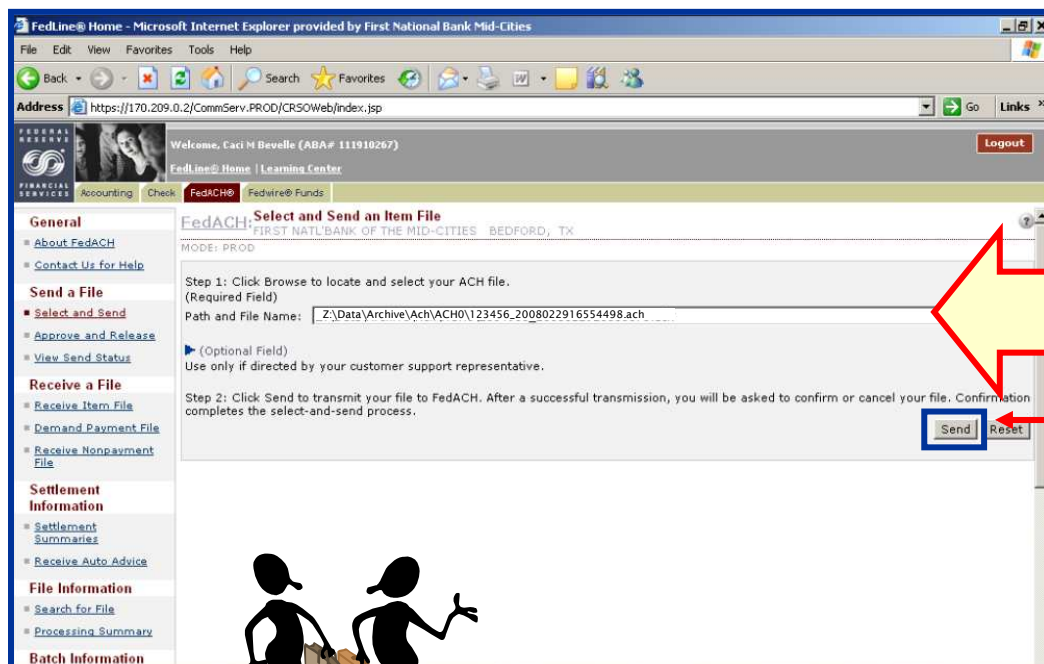 FedLine® Home - Microsoft Internet Explorer provided by First National Bank Mid-Cities
File Edit View Favorites Tools Help
Back Search Favorites
Address https://170.209.0.2/CommServ.PROD/CRSOWeb/index.jsp Go Links »
FEDERAL RESERVE
FINANCIAL SERVICES
Welcome, Caci M Bevelle (ABA# 111910267)
Logout
FedLine® Home | Learning Center
Accounting Check FedACH® Fedwire® Funds
General
About FedACH
Contact Us for Help
Send a File
Select and Send
Approve and Release
View Send Status
Receive a File
Receive Item File
Demand Payment File
Receive Nonpayment
File
Settlement
Information
Settlement
Summaries
Receive Auto Advice
File Information
Search for File
Processing Summary
Batch Information
FedACH: Select and Send an Item File
FIRST NATL'BANK OF THE MID-CITIES BEDFORD, TX
MODE: PROD
Step 1: Click Browse to locate and select your ACH file.
(Required Field)
Path and File Name: Z:\Data\Archive\Ach\ACH0\123456_2008022916554498.ach
(Optional Field)
Use only if directed by your customer support representative.
Step 2: Click Send to transmit your file to FedACH. After a successful transmission, you will be asked to confirm or cancel your file. Confirmation
completes the select-and-send process.
Send Reset